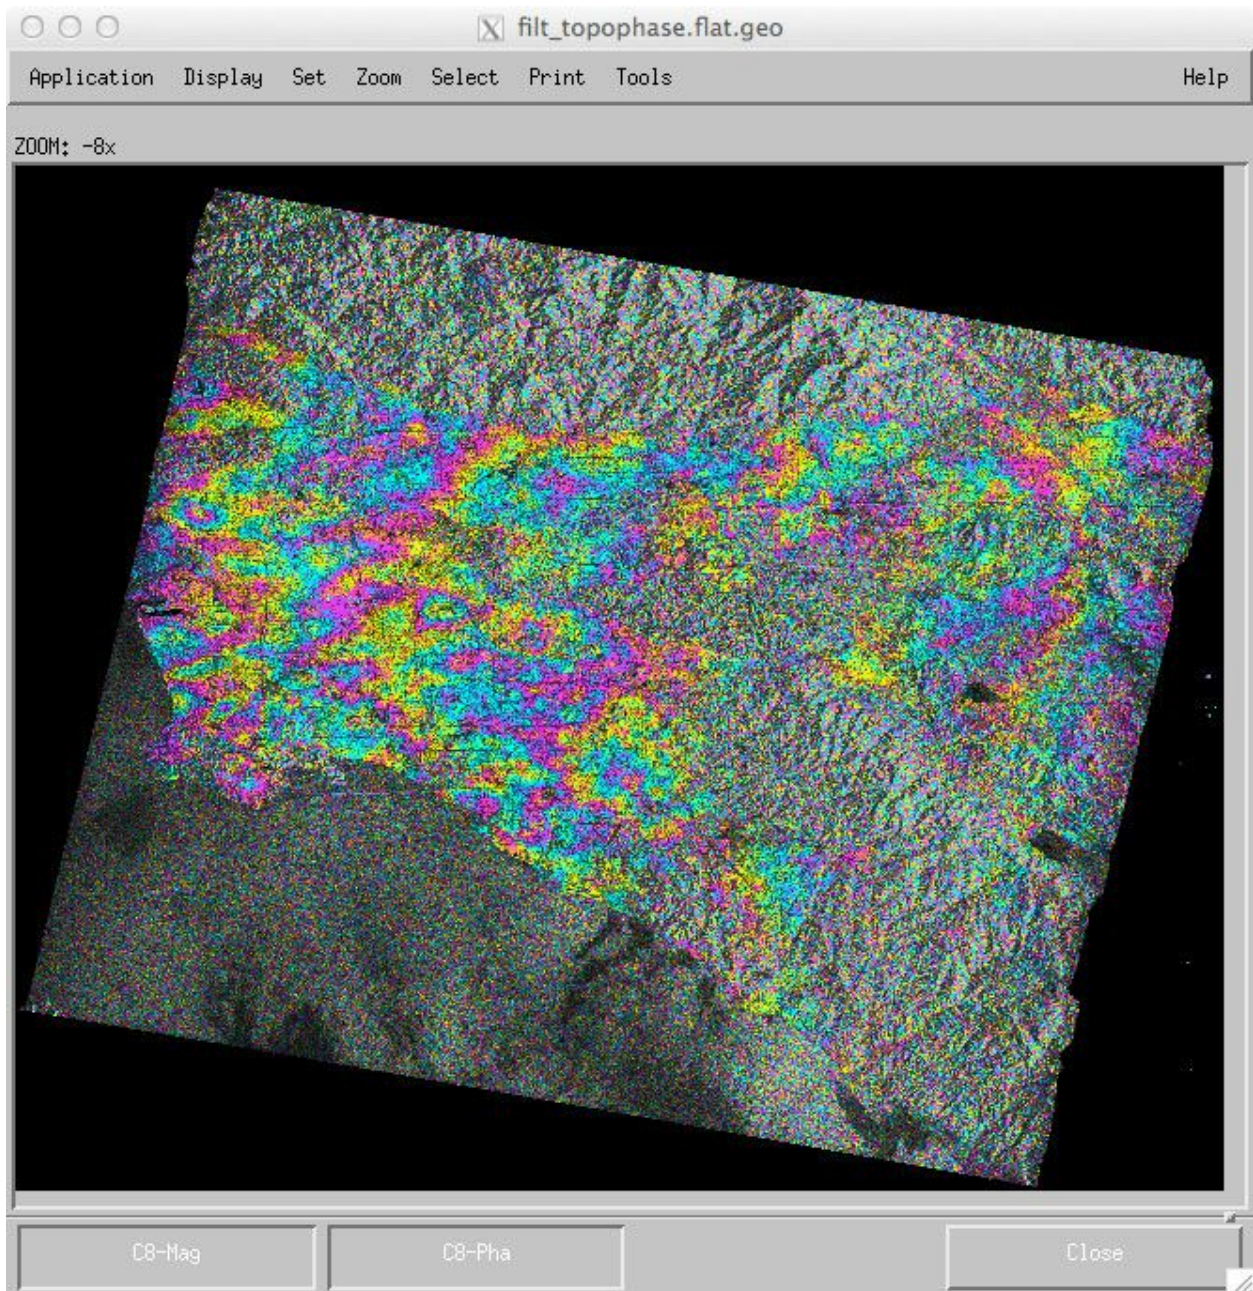 filt_topophase.flat.geo
Application Display Set Zoom Select Print Tools Help
ZOOM: -8x
C8-Mag C8-Pha Close